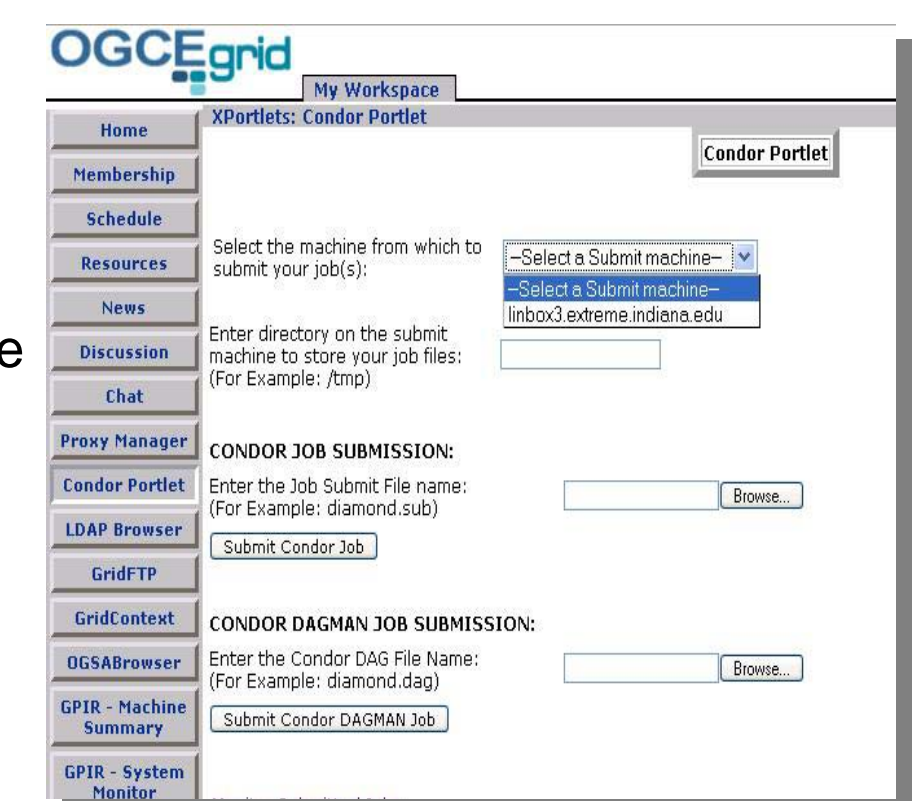 OGCEgrid
My Workspace
XPortlets: Condor Portlet
Condor Portlet
Home
Membership
Schedule
Resources
News
Discussion
Chat
Proxy Manager
Condor Portlet
LDAP Browser
GridFTP
GridContext
OGSABrowser
GPIR - Machine
Summary
GPIR - System
Monitor
e
Select the machine from which to
submit your job(s):
--Select a Submit machine--
--Select a Submit machine--
linbox3.extreme.indiana.edu
Enter directory on the submit
machine to store your job files:
(For Example: /tmp)
CONDOR JOB SUBMISSION:
Enter the Job Submit File name:
(For Example: diamond.sub)
Browse...
Submit Condor Job
CONDOR DAGMAN JOB SUBMISSION:
Enter the Condor DAG File Name:
(For Example: diamond.dag)
Browse...
Submit Condor DAGMAN Job